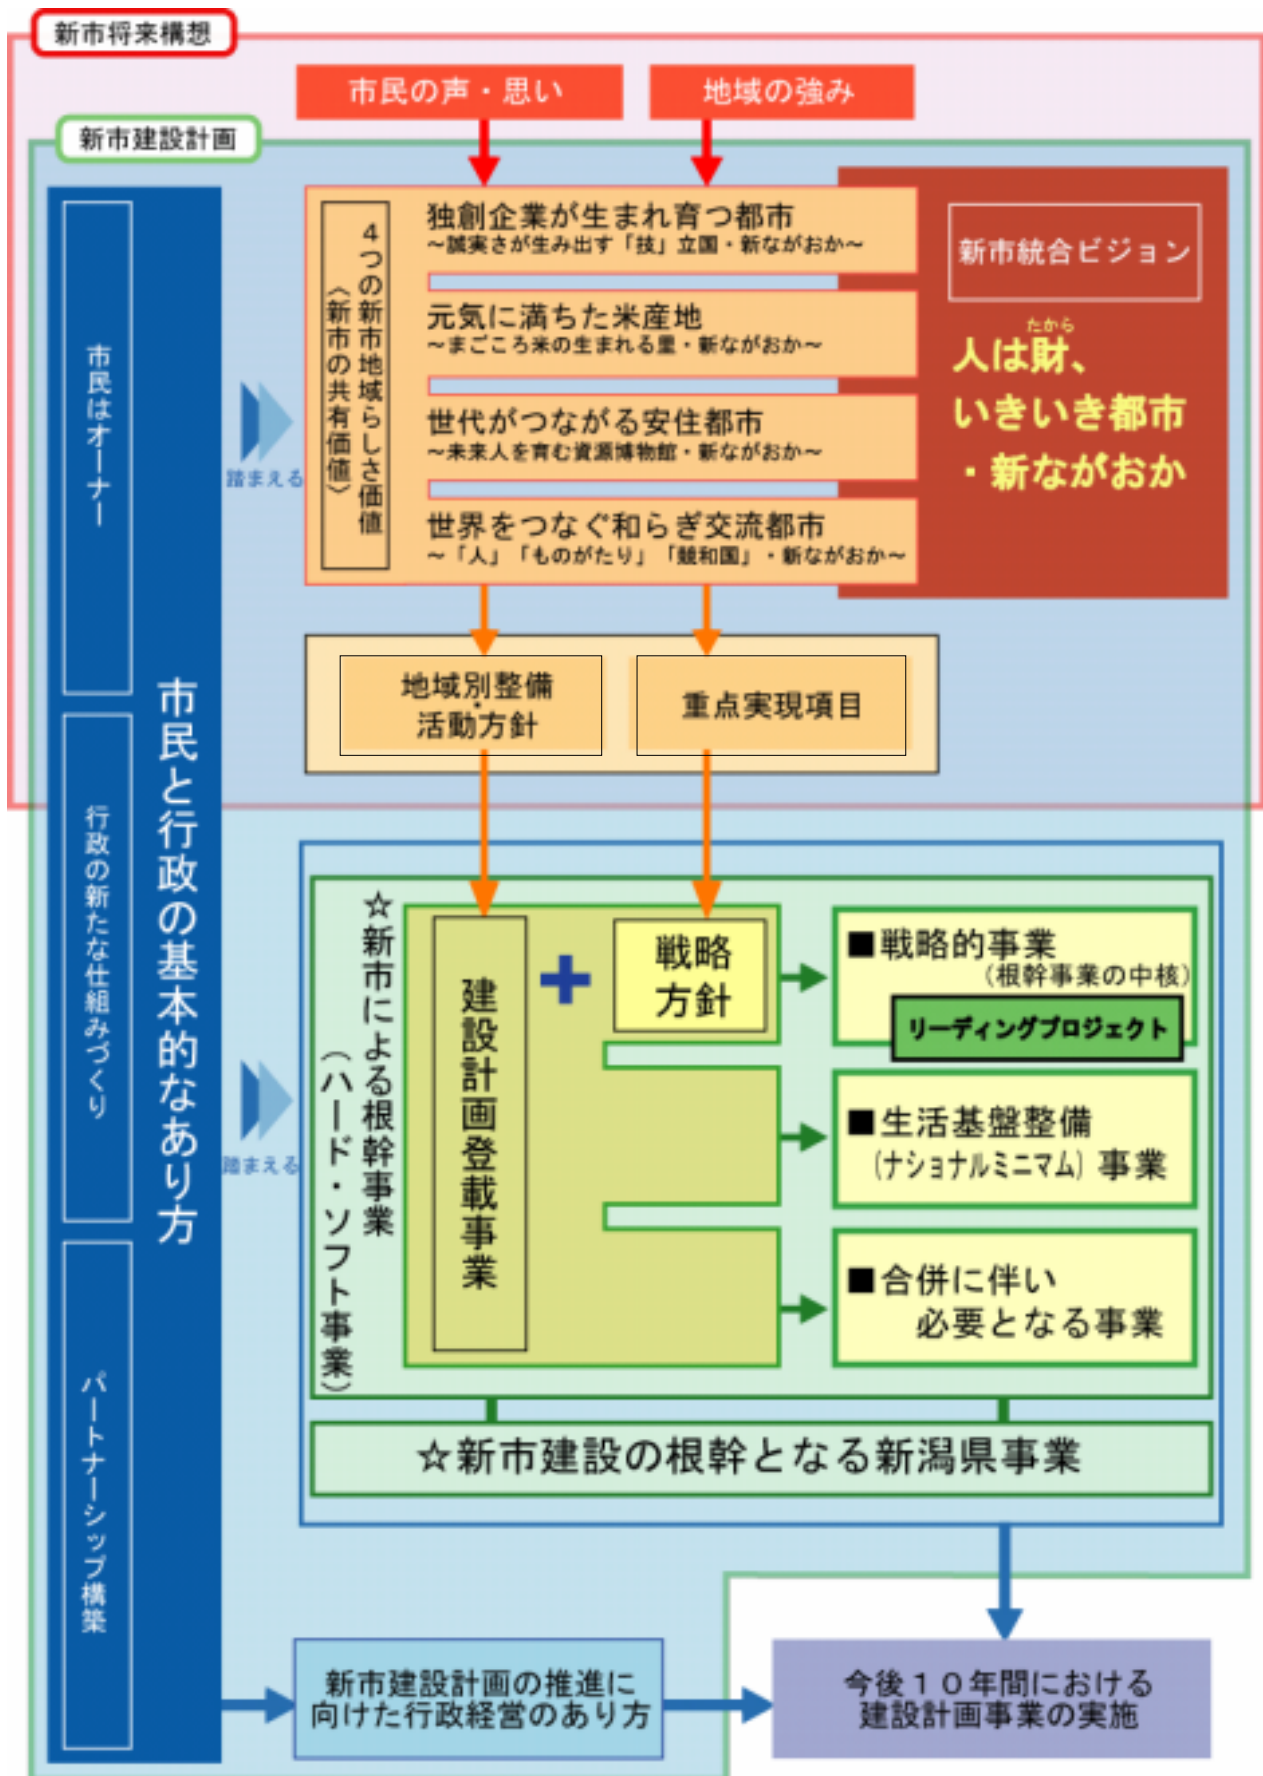 新市将来構想
市民の声・思い
地域の強み
新市建設計画
市民はオーナー
行政の新たな仕組みづくり
パートナーシップ構築
市民と行政の基本的なあり方
踏まえる
4つの新市地域らしさ価値
（新市の共有価値）
独創企業が生まれ育つ都市
～誠実さが生み出す「技」立国・新ながおか～
元気に満ちた米産地
～まごころ米の生まれる里・新ながおか～
世代がつながる安住都市
～未来人を育む資源博物館・新ながおか～
世界をつなぐ和らぎ交流都市
～「人」「ものがたり」「競和国」・新ながおか～
新市統合ビジョン
たから
人は財、
いきいき都市
・新ながおか
地域別整備
・
活動方針
重点実現項目
踏まえる
☆新市による根幹事業
（ハード・ソフト事業）
建設計画登載事業
戦略
方針
■戦略的事業
（根幹事業の中核）
リーディングプロジェクト
■生活基盤整備
（ナショナルミニマム）事業
■合併に伴い
必要となる事業
☆新市建設の根幹となる新潟県事業
新市建設計画の推進に
向けた行政経営のあり方
今後１０年間における
建設計画事業の実施